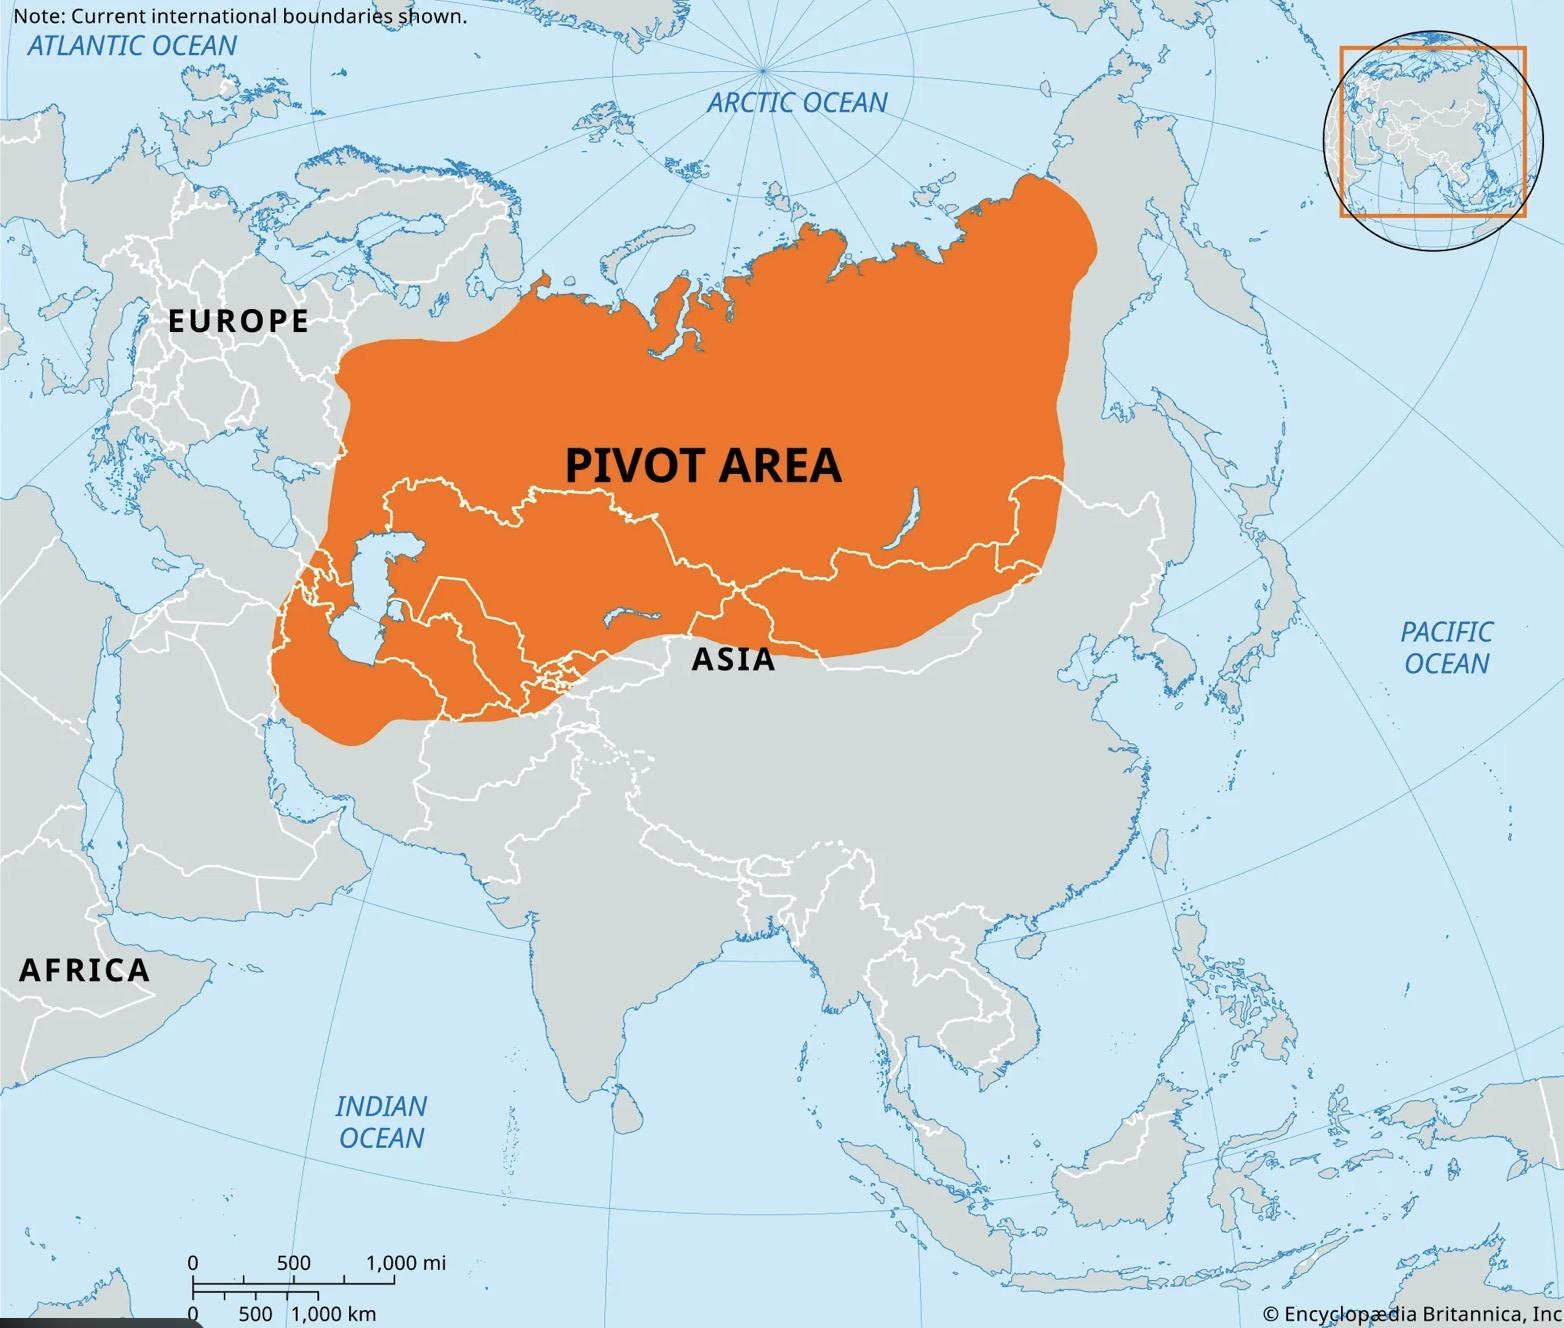 Note: Current international boundaries shown.
ATLANTIC OCEAN
ARCTIC OCEAN
EUROPE
PIVOT AREA
PACIFIC
OCEAN
ASIA
AFRICA
INDIAN
OCEAN
0 500 1,000 mi
0 500 1,000 km
© Encyclopædia Britannica, Inc